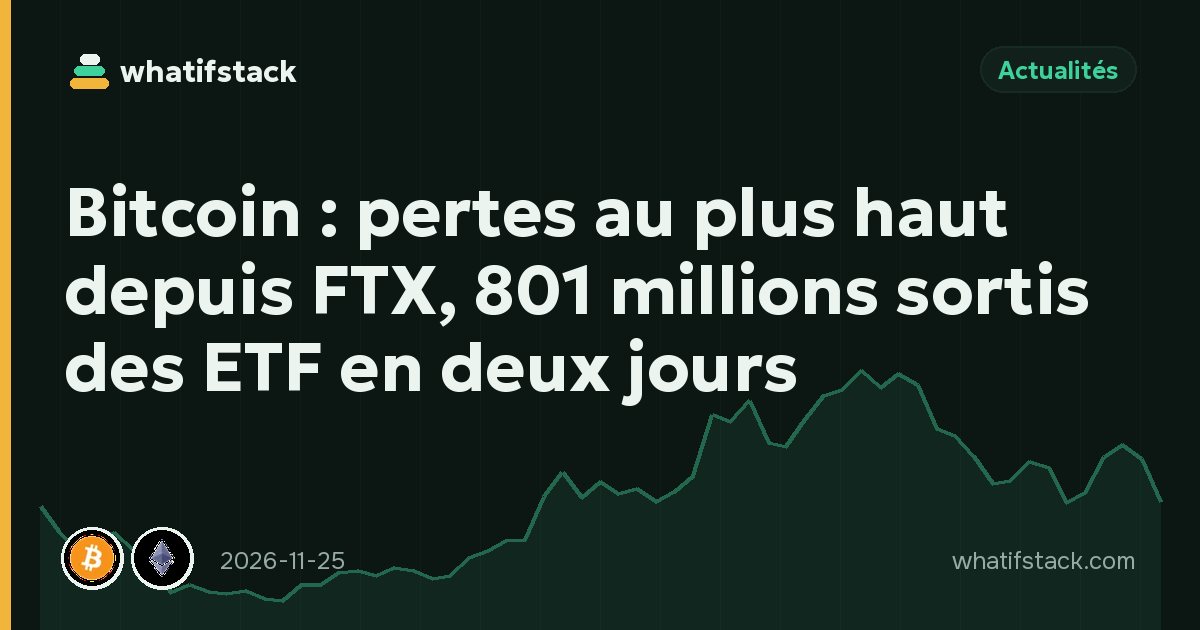 whatifstack
Actualités
Bitcoin : pertes au plus haut
depuis FTX, 801 millions sortis
des ETF en deux jours
2026-11-25
whatifstack.com